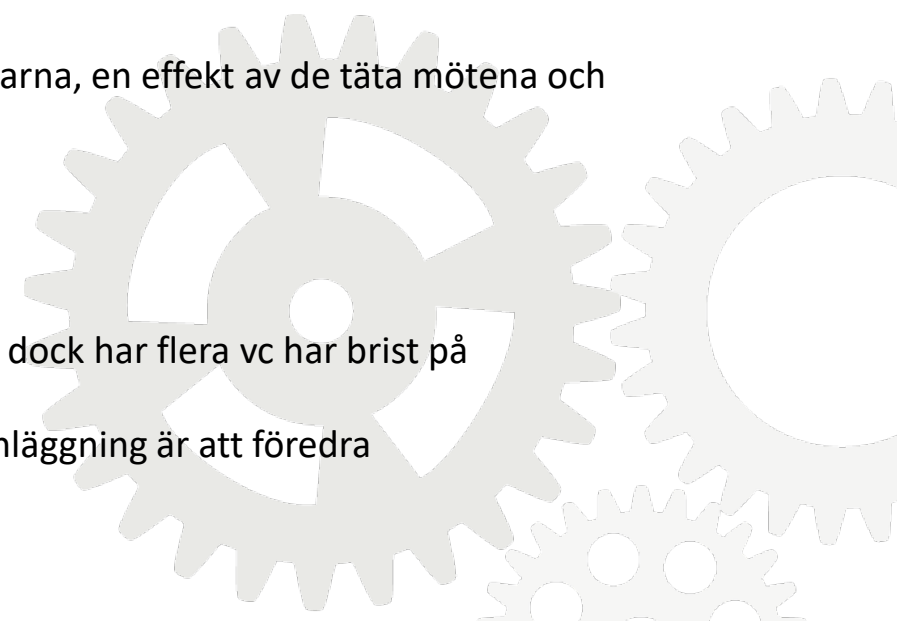 arna, en effekt av de täta mötena och
dock har flera vc har brist på
nläggning är att föredra